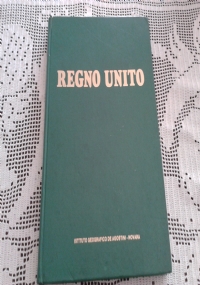 REGNO UNITO
ISTITUTO GEOGRAFICO DE AGOSTINI - NOVARA